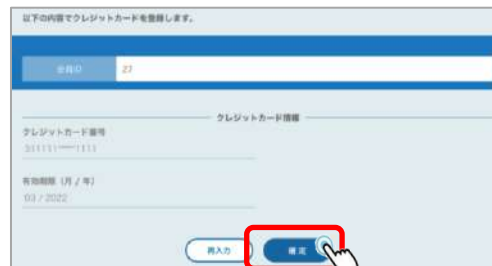 以下の内容でクレジットカードを登録します。
会員ID 27
クレジットカード情報
クレジットカード番号
311111*****1111
有効期限（月 / 年）
03 / 2022
再入力 確定